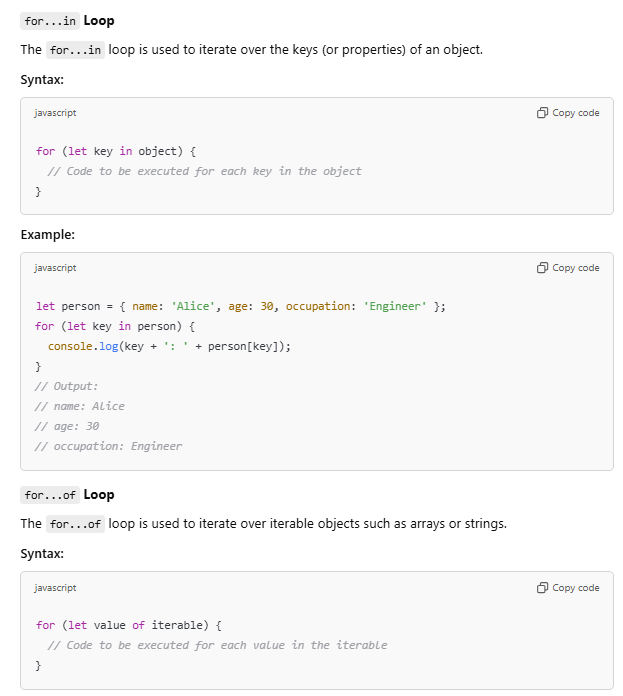 for...in Loop
The for...in loop is used to iterate over the keys (or properties) of an object.
Syntax:
javascript Copy code
for (let key in object) {
  // Code to be executed for each key in the object
}
Example:
javascript Copy code
let person = { name: 'Alice', age: 30, occupation: 'Engineer' };
for (let key in person) {
  console.log(key + ': ' + person[key]);
}
// Output:
// name: Alice
// age: 30
// occupation: Engineer
for...of Loop
The for...of loop is used to iterate over iterable objects such as arrays or strings.
Syntax:
javascript Copy code
for (let value of iterable) {
  // Code to be executed for each value in the iterable
}